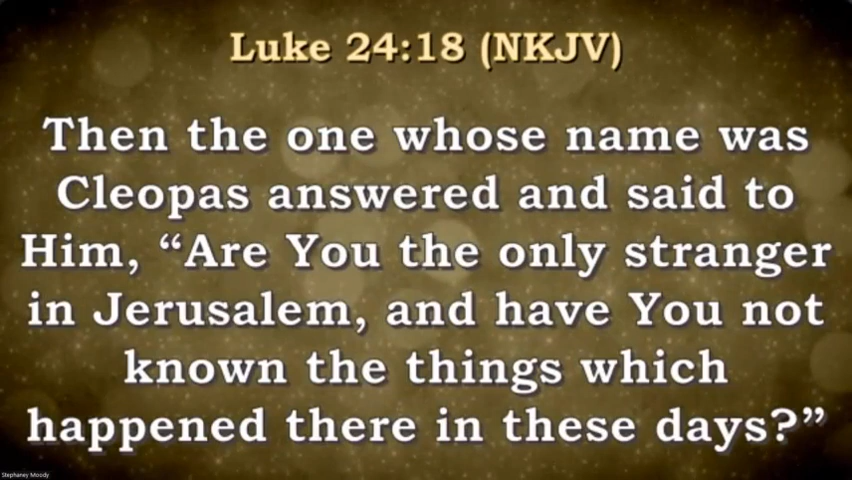 Luke 24:18 (NKJV)
Then the one whose name was
Cleopas answered and said to
Him, “Are You the only stranger
in Jerusalem, and have You not
known the things which
happened there in these days?”
Stephaney Moody